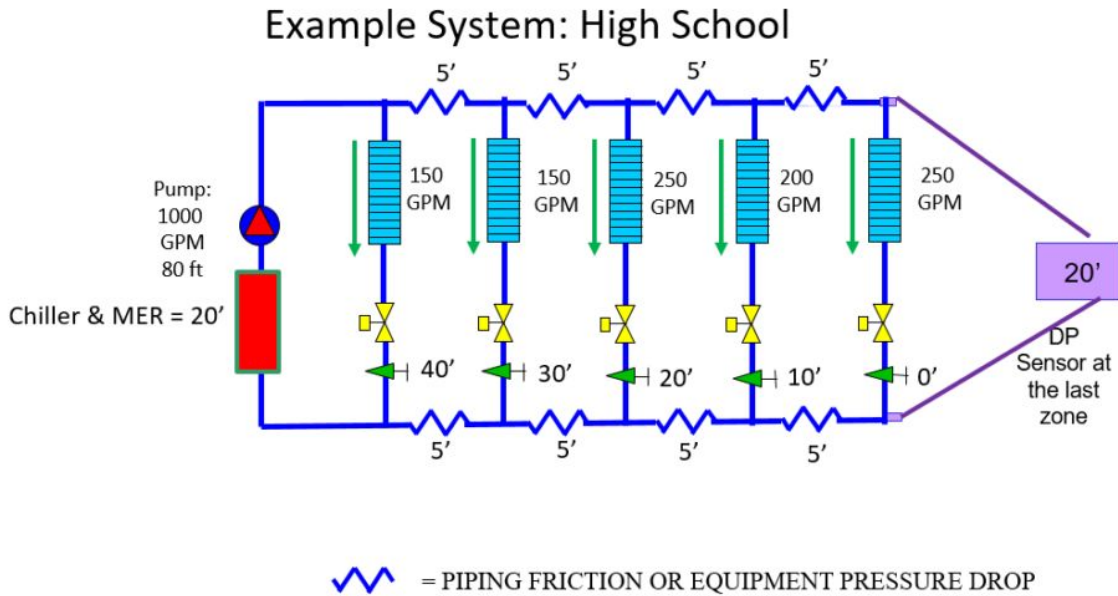 Example System: High School
5’
5’
5’
5’
Pump:
1000
GPM
80 ft
150
GPM
150
GPM
250
GPM
200
GPM
250
GPM
20’
Chiller & MER = 20’
DP
Sensor at
the last
zone
40’
30’
20’
10’
0’
5’
5’
5’
5’
= PIPING FRICTION OR EQUIPMENT PRESSURE DROP